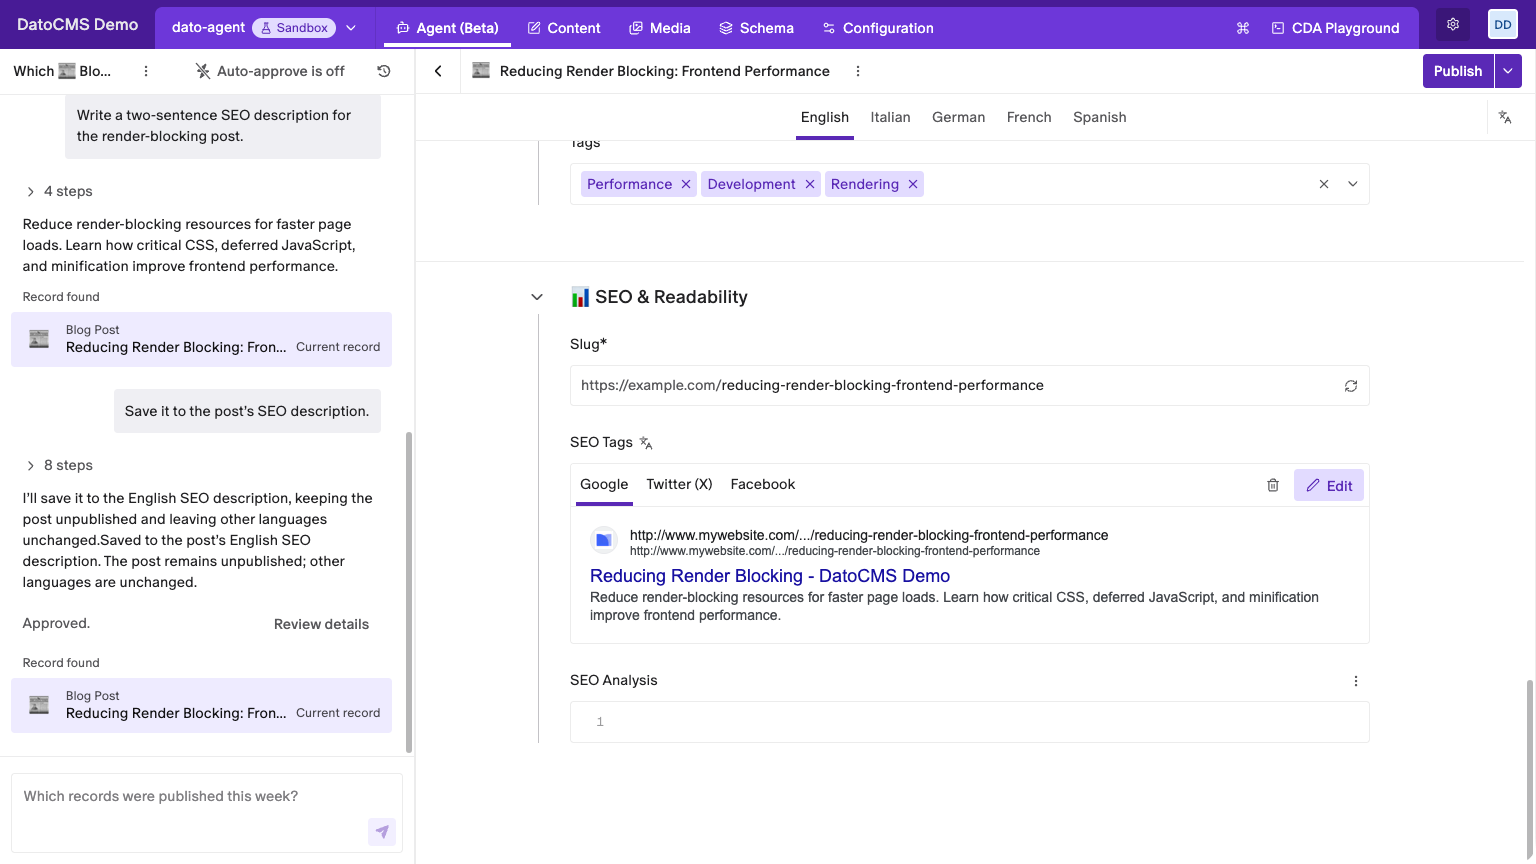 DatoCMS Demo
dato-agent
Sandbox
Agent (Beta)
Content
Media
Schema
Configuration
CDA Playground
DD
Which Blo...
Auto-approve is off
Reducing Render Blocking: Frontend Performance
Publish
English
Italian
German
French
Spanish
Write a two-sentence SEO description for
the render-blocking post.
4 steps
Reduce render-blocking resources for faster page
loads. Learn how critical CSS, deferred JavaScript,
and minification improve frontend performance.
Record found
Blog Post
Reducing Render Blocking: Fron...
Current record
Save it to the post's SEO description.
8 steps
I'll save it to the English SEO description, keeping the
post unpublished and leaving other languages
unchanged.Saved to the post's English SEO
description. The post remains unpublished; other
languages are unchanged.
Approved.
Review details
Record found
Blog Post
Reducing Render Blocking: Fron...
Current record
Which records were published this week?
Tags
Performance
Development
Rendering
SEO & Readability
Slug*
https://example.com/reducing-render-blocking-frontend-performance
SEO Tags
Google
Twitter (X)
Facebook
Edit
http://www.mywebsite.com/.../reducing-render-blocking-frontend-performance
http://www.mywebsite.com/.../reducing-render-blocking-frontend-performance
Reducing Render Blocking - DatoCMS Demo
Reduce render-blocking resources for faster page loads. Learn how critical CSS, deferred JavaScript, and minification
improve frontend performance.
SEO Analysis
1